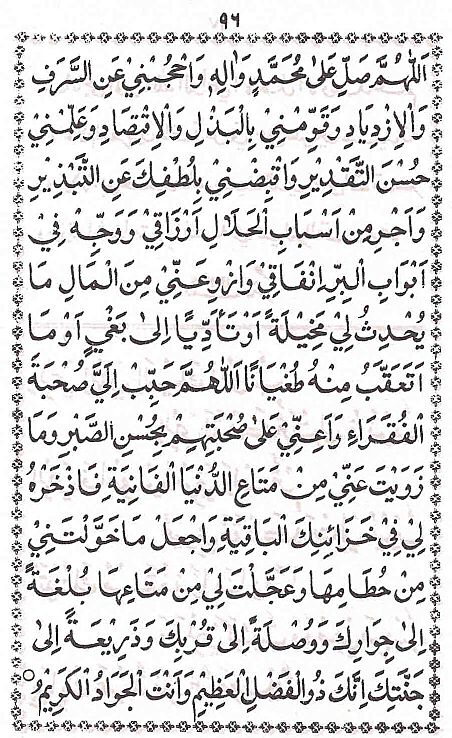 ٩٦
اَللّٰهُمَّ صَلِّ عَلٰى مُحَمَّدٍ وَاٰلِهٖ وَاحْجُبْنِيْ عَنِ السَّرَفِ
وَالْاِزْدِيَادِ وَقَوِّمْنِيْ بِالْبَذْلِ وَالْاِقْتِصَادِ وَعَلِّمْنِيْ
حُسْنَ التَّقْدِيْرِ وَاقْبِضْنِيْ بِلُطْفِكَ عَنِ التَّبْذِيْرِ
وَاَجْرِ مِنْ اَسْبَابِ الْحَلَالِ اَرْزَاقِيْ وَوَجِّهْ فِيْ
اَبْوَابِ الْبِرِّ اِنْفَاقِيْ وَازْوِ عَنِّيْ مِنَ الْمَالِ مَا
يُحْدِثُ لِيْ مَخِيْلَةً اَوْ تَأَدِّيًا اِلٰى بَغْيٍ اَوْ مَا
اَتَعَقَّبُ مِنْهُ طُغْيَانًا اَللّٰهُمَّ حَبِّبْ اِلَيَّ صُحْبَةَ
الْفُقَرَاءِ وَاَعِنِّيْ عَلٰى صُحْبَتِهِمْ بِحُسْنِ الصَّبْرِ وَمَا
زَوَيْتَ عَنِّيْ مِنْ مَتَاعِ الدُّنْيَا الْفَانِيَةِ فَاذْخَرْهُ
لِيْ فِيْ خَزَائِنِكَ الْبَاقِيَةِ وَاجْعَلْ مَا خَوَّلْتَنِيْ
مِنْ حُطَامِهَا وَعَجَّلْتَ لِيْ مِنْ مَتَاعِهَا بُلْغَةً
اِلٰى جِوَارِكَ وَوُصْلَةً اِلٰى قُرْبِكَ وَذَرِيْعَةً اِلٰى
جَنَّتِكَ اِنَّكَ ذُو الْفَضْلِ الْعَظِيْمِ وَاَنْتَ الْجَوَادُ الْكَرِيْمُ○